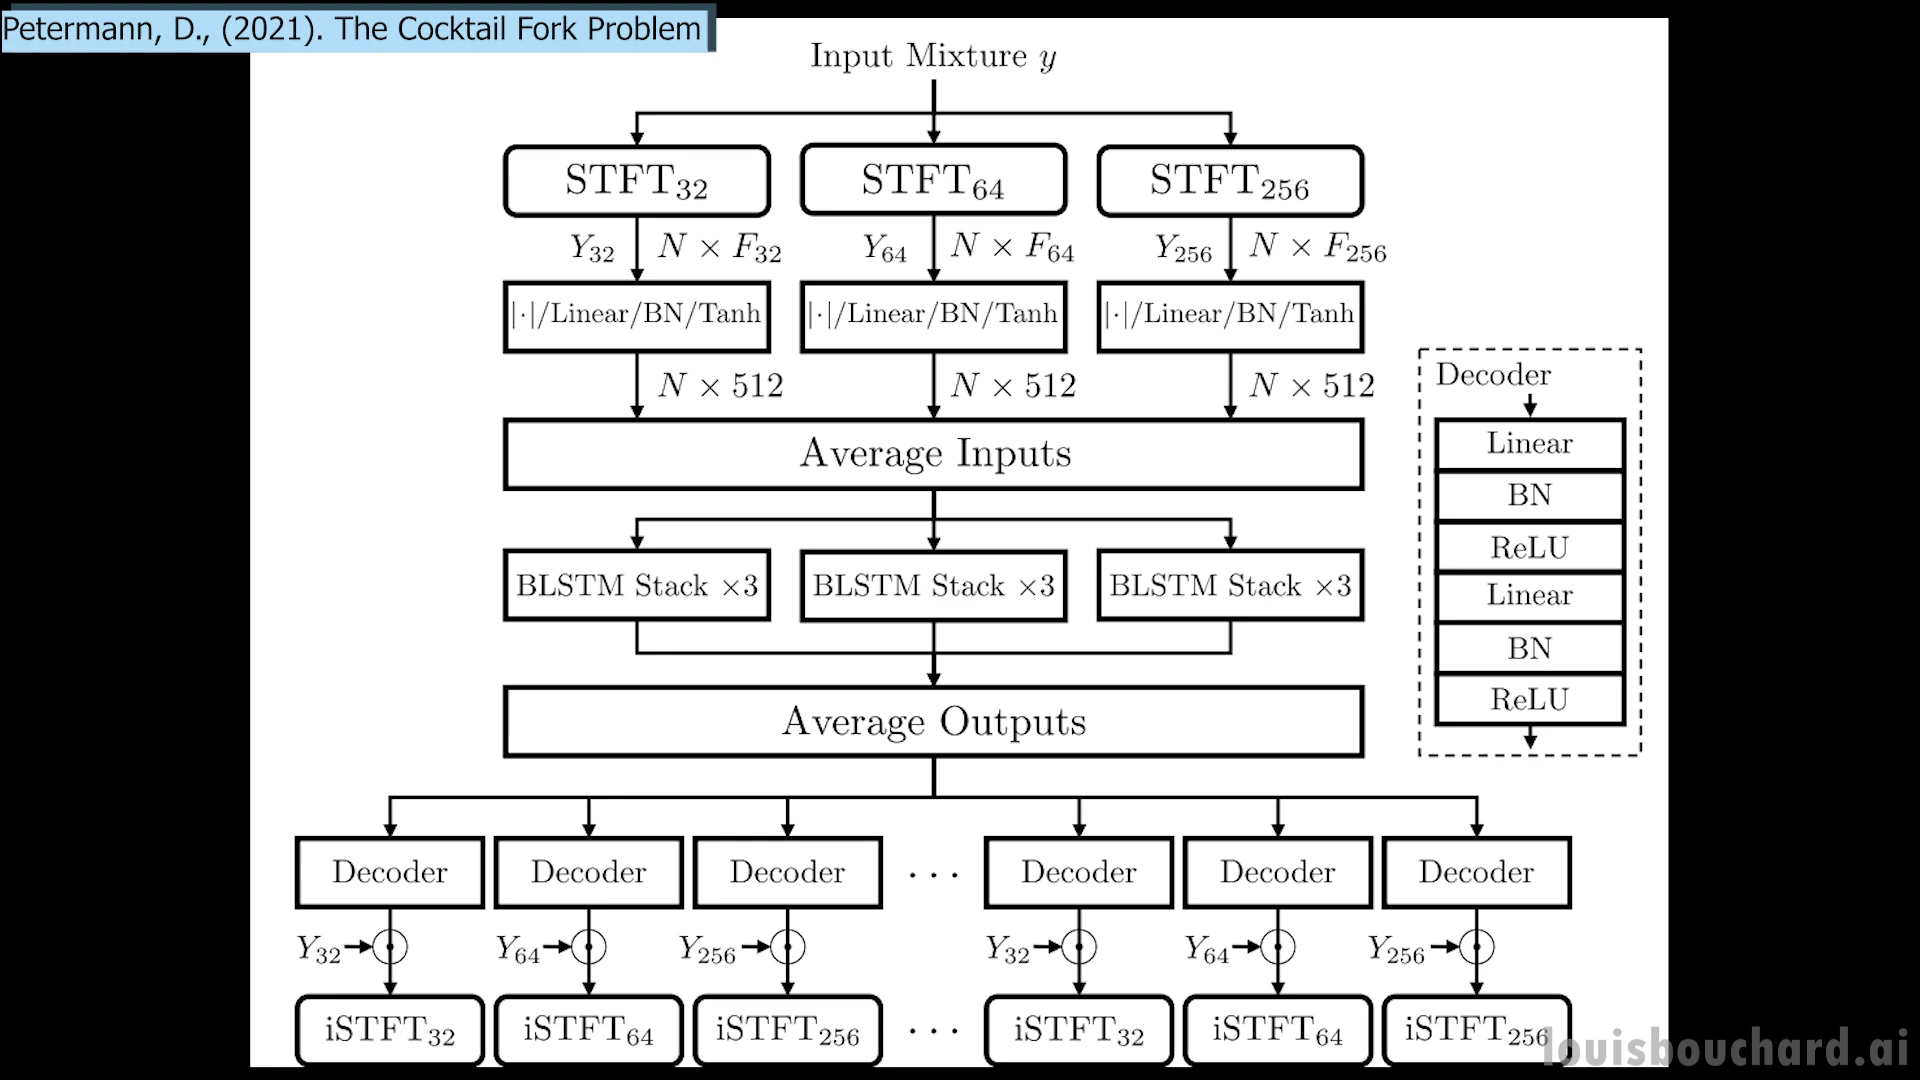 Petermann, D., (2021). The Cocktail Fork Problem
Input Mixture y
STFT32 STFT64 STFT256
Y32 N × F32 Y64 N × F64 Y256 N × F256
|·|/Linear/BN/Tanh |·|/Linear/BN/Tanh |·|/Linear/BN/Tanh
N × 512 N × 512 N × 512
Average Inputs
BLSTM Stack ×3 BLSTM Stack ×3 BLSTM Stack ×3
Average Outputs
Decoder
Linear
BN
ReLU
Linear
BN
ReLU
Decoder Decoder Decoder · · · Decoder Decoder Decoder
Y32 Y64 Y256 Y32 Y64 Y256
iSTFT32 iSTFT64 iSTFT256 · · · iSTFT32 iSTFT64 iSTFT256
louisbouchard.ai